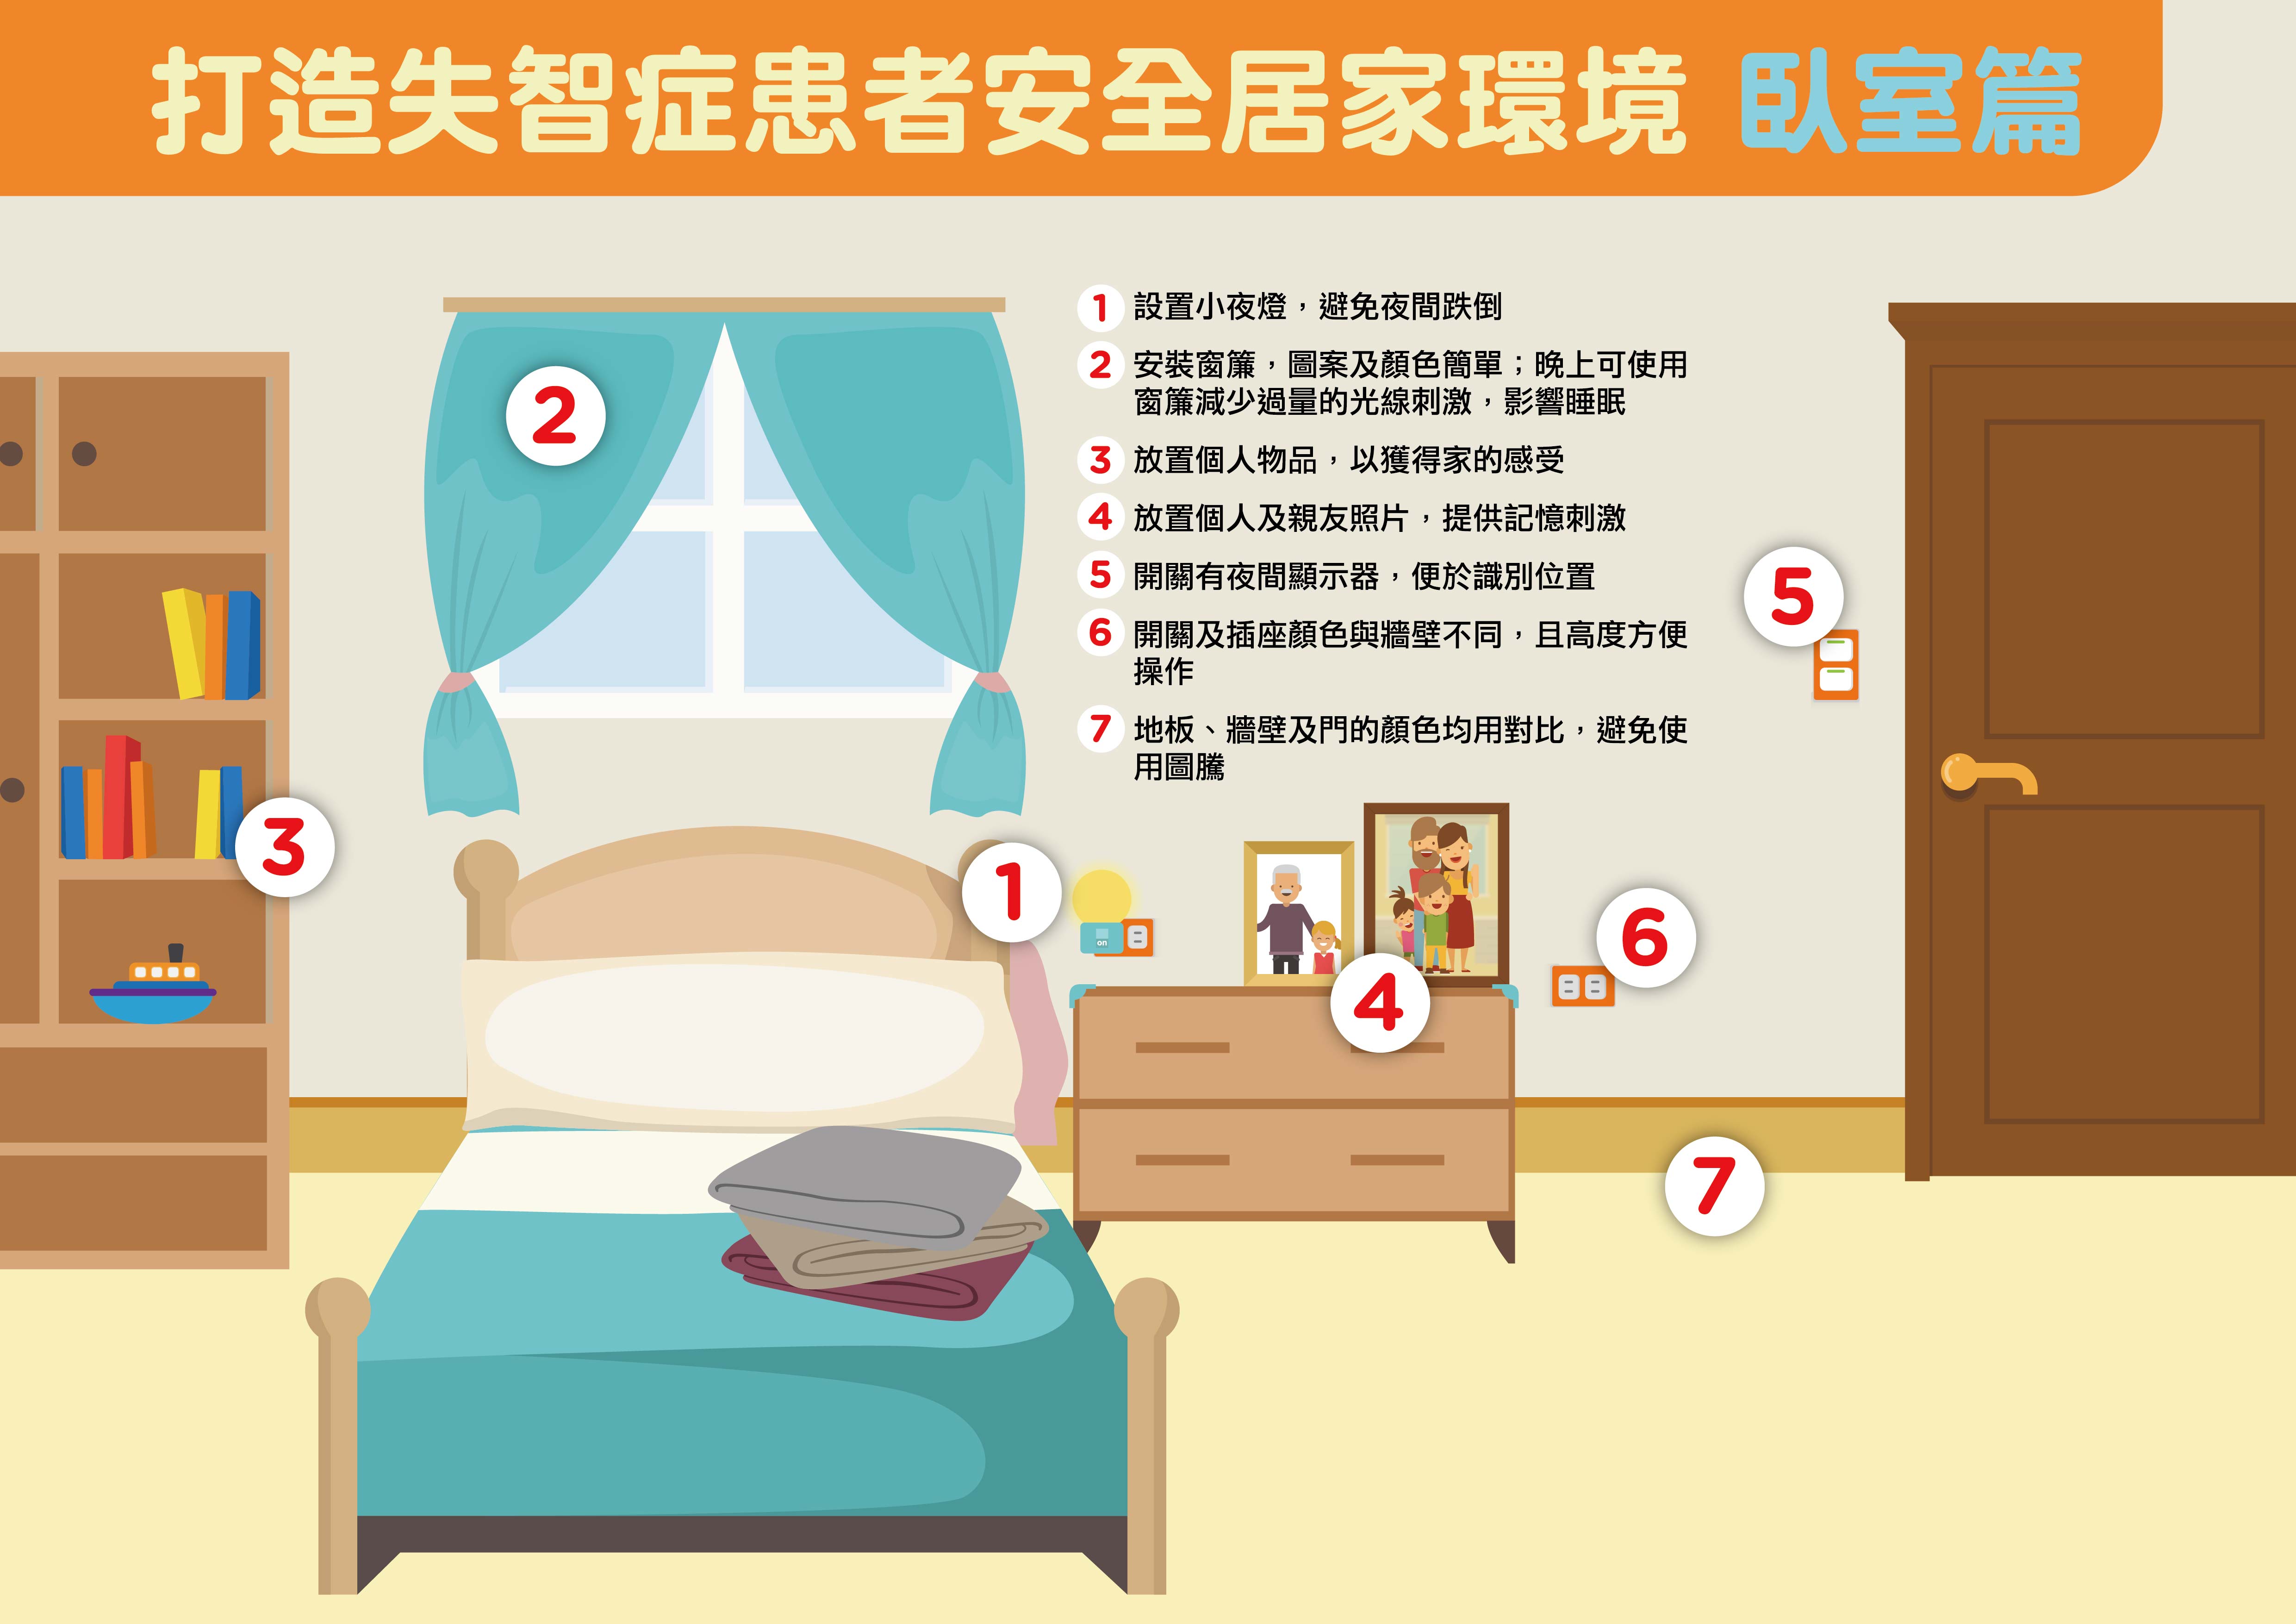 打造失智症患者安全居家環境 臥室篇
1 設置小夜燈，避免夜間跌倒
2 安裝窗簾，圖案及顏色簡單；晚上可使用
窗簾減少過量的光線刺激，影響睡眠
3 放置個人物品，以獲得家的感受
4 放置個人及親友照片，提供記憶刺激
5 開關有夜間顯示器，便於識別位置
6 開關及插座顏色與牆壁不同，且高度方便
操作
7 地板、牆壁及門的顏色均用對比，避免使
用圖騰
2
5
3
1
on
6
4
7